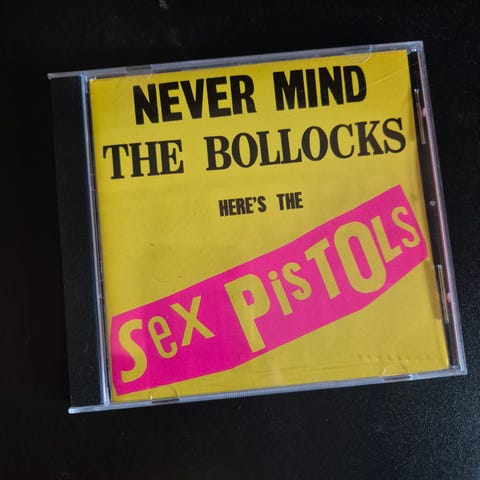 NEVER MIND
THE BOLLOCKS
HERE'S THE
Sex PisTOLs